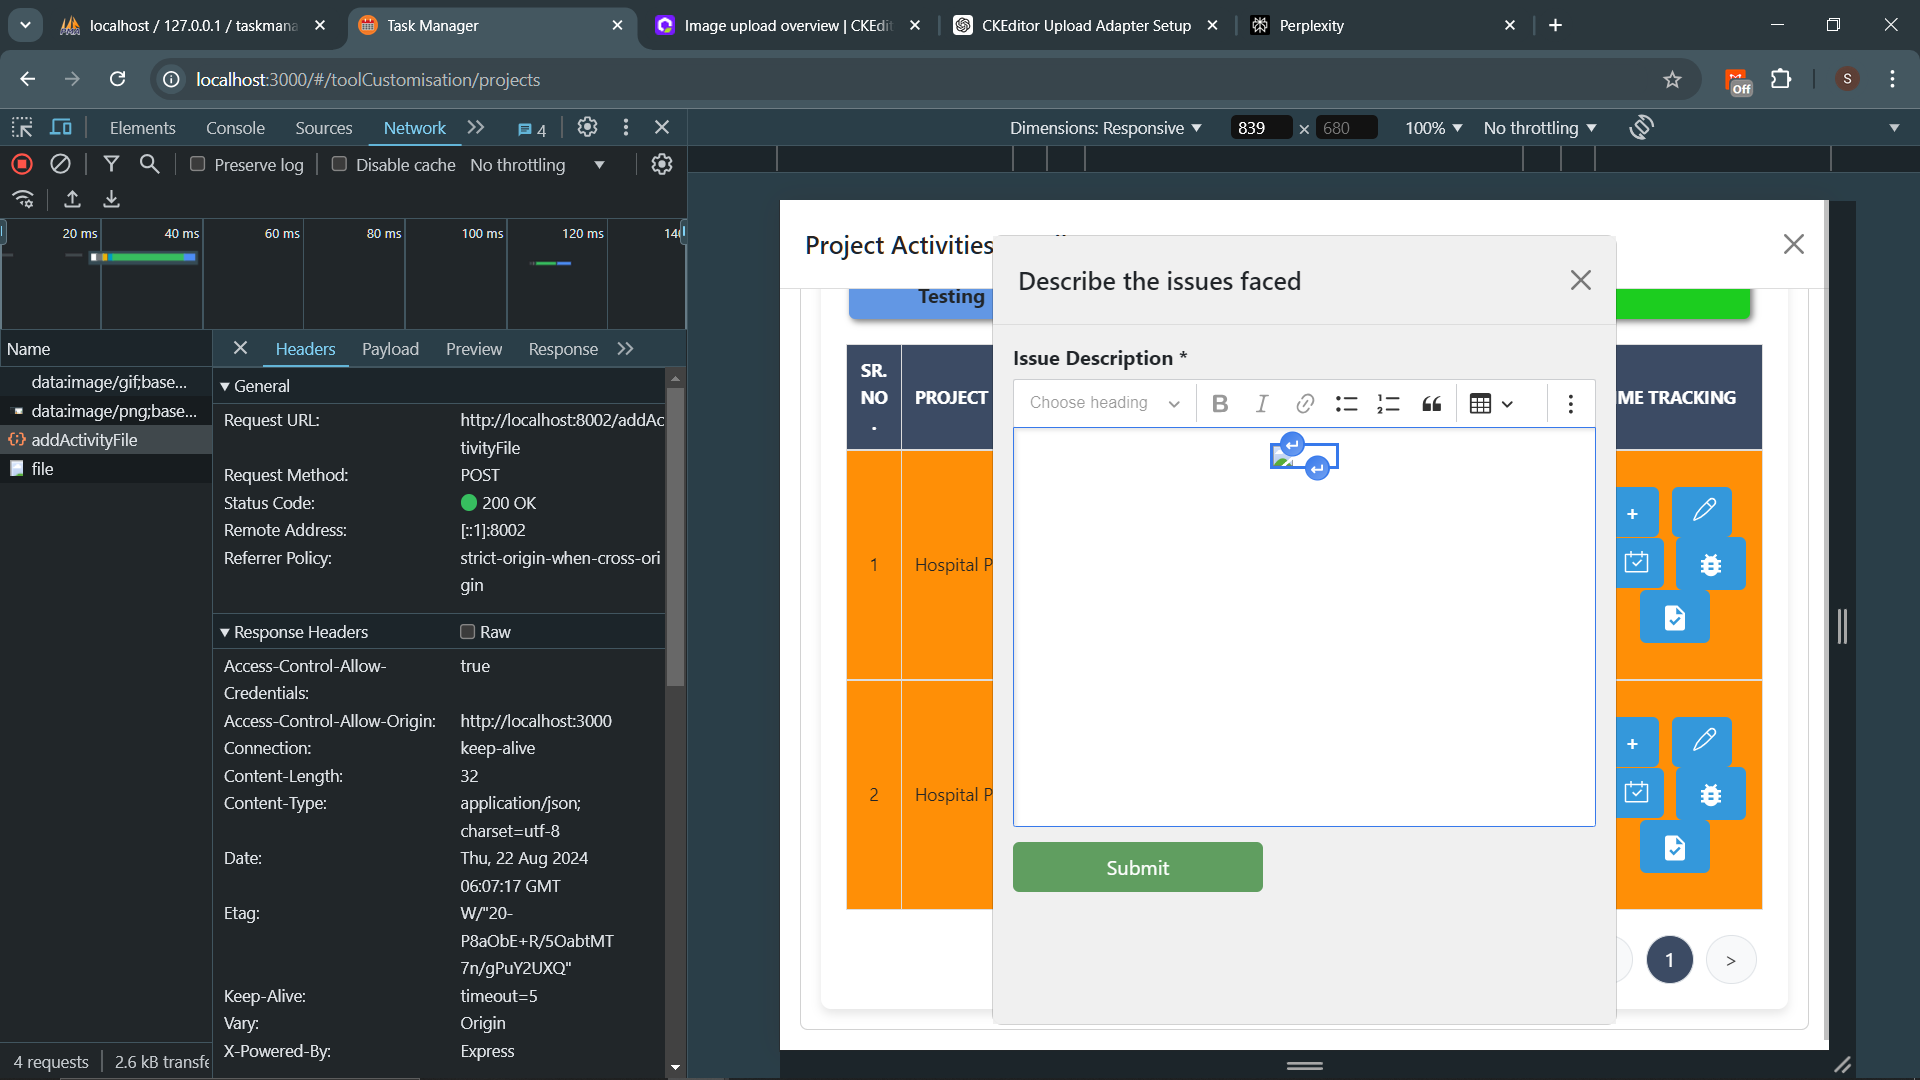 localhost / 127.0.0.1 / taskmana
Task Manager
Image upload overview | CKEdit
CKEditor Upload Adapter Setup
Perplexity
localhost:3000/#/toolCustomisation/projects
Off
S
Elements
Console
Sources
Network
4
Dimensions: Responsive
839
×
680
100%
No throttling
Preserve log
Disable cache
No throttling
20 ms
40 ms
60 ms
80 ms
100 ms
120 ms
14
Name
data:image/gif;base...
data:image/png;base...
addActivityFile
file
Headers
Payload
Preview
Response
General
Request URL:
http://localhost:8002/addAc
tivityFile
Request Method:
POST
Status Code:
200 OK
Remote Address:
[::1]:8002
Referrer Policy:
strict-origin-when-cross-ori
gin
Response Headers
Raw
Access-Control-Allow-
Credentials:
true
Access-Control-Allow-Origin:
http://localhost:3000
Connection:
keep-alive
Content-Length:
32
Content-Type:
application/json;
charset=utf-8
Date:
Thu, 22 Aug 2024
06:07:17 GMT
Etag:
W/"20-
P8aObE+R/5OabtMT
7n/gPuY2UXQ"
Keep-Alive:
timeout=5
Vary:
Origin
X-Powered-By:
Express
4 requests
2.6 kB transfe
Project Activities
Testing
SR.
NO
.
PROJECT
ME TRACKING
1
Hospital P
+
2
Hospital P
+
1
>
Describe the issues faced
Issue Description *
Choose heading
B
I
Submit